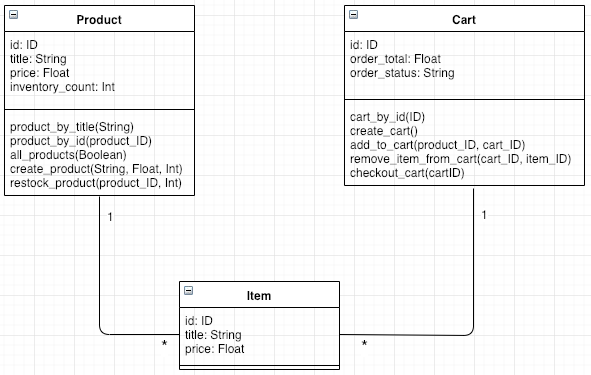 Product
id: ID
title: String
price: Float
inventory_count: Int
product_by_title(String)
product_by_id(product_ID)
all_products(Boolean)
create_product(String, Float, Int)
restock_product(product_ID, Int)
Cart
id: ID
order_total: Float
order_status: String
cart_by_id(ID)
create_cart()
add_to_cart(product_ID, cart_ID)
remove_item_from_cart(cart_ID, item_ID)
checkout_cart(cartID)
1
1
Item
id: ID
title: String
price: Float
*
*